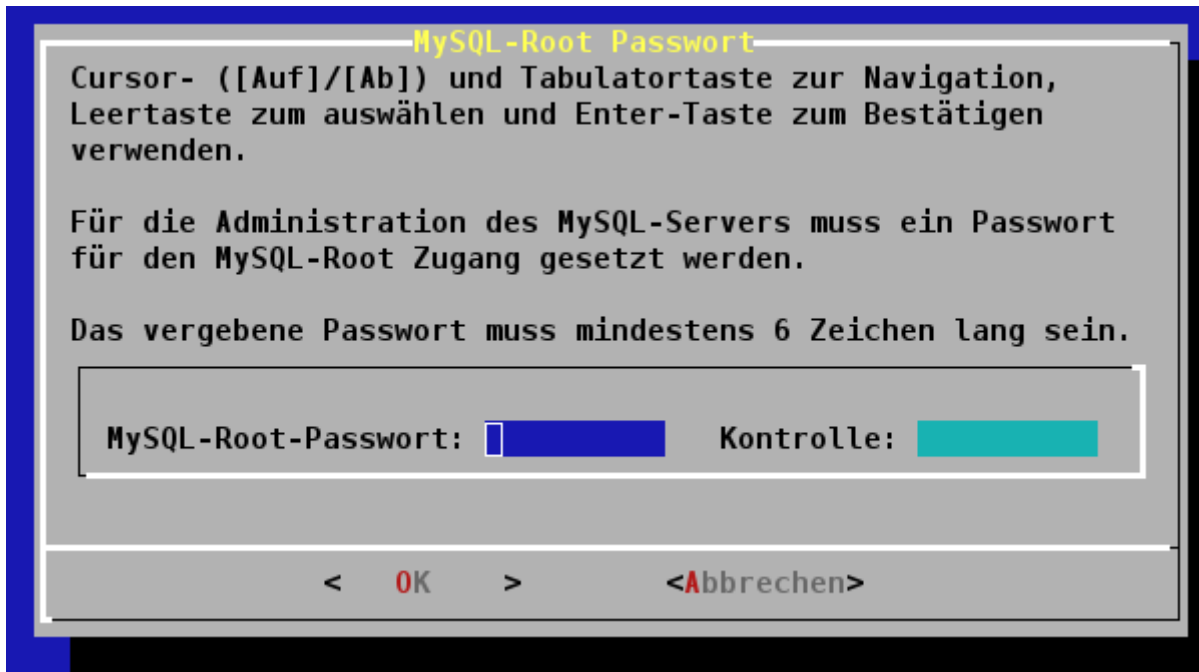 MySQL-Root Passwort
Cursor- ([Auf]/[Ab]) und Tabulatortaste zur Navigation,
Leertaste zum auswählen und Enter-Taste zum Bestätigen
verwenden.
Für die Administration des MySQL-Servers muss ein Passwort
für den MySQL-Root Zugang gesetzt werden.
Das vergebene Passwort muss mindestens 6 Zeichen lang sein.
MySQL-Root-Passwort: Kontrolle:
< OK > <Abbrechen>